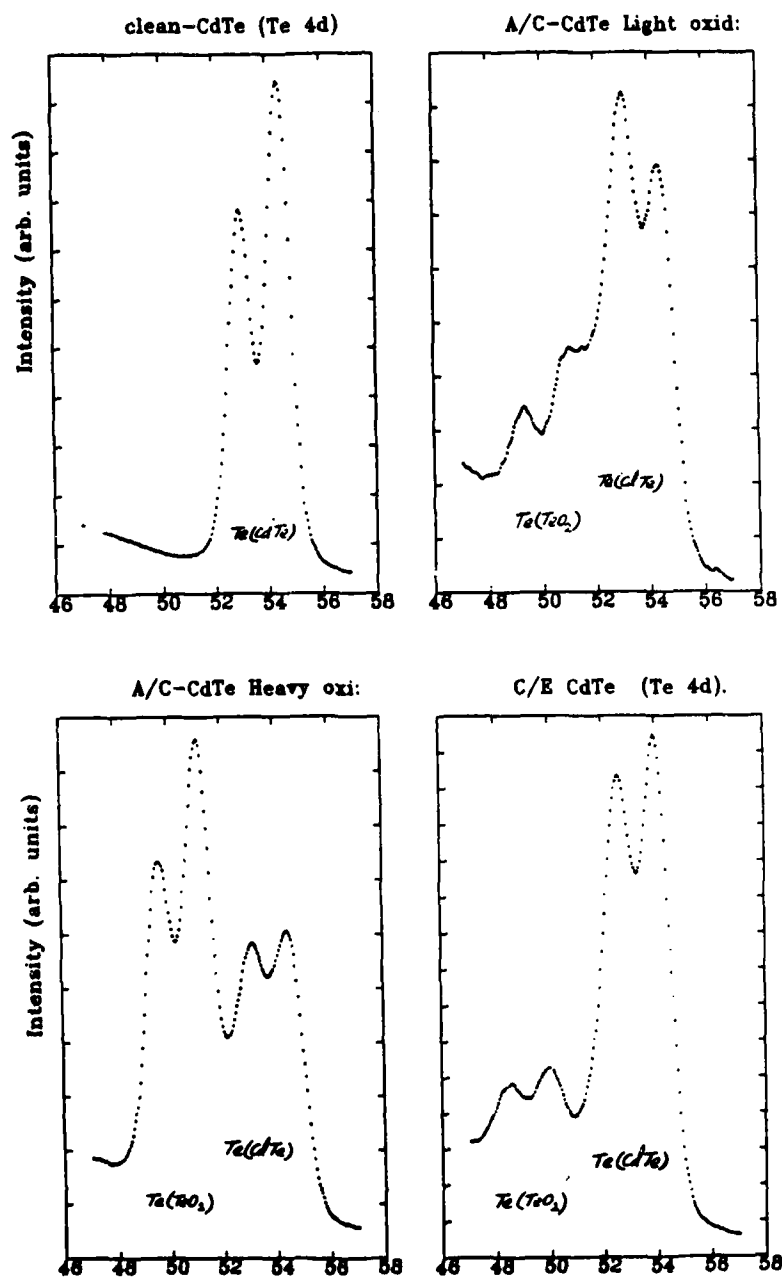 clean-CdTe (Te 4d)
A/C-CdTe Light oxid:
Intensity (arb. units)
Te(CdTe)
Te(CdTe)
Te(TeO2)
46 48 50 52 54 56 58
46 48 50 52 54 56 58
A/C-CdTe Heavy oxi:
C/E CdTe (Te 4d).
Intensity (arb. units)
Te(CdTe)
Te(TeO2)
Te(CdTe)
Te(TeO2)
46 48 50 52 54 56 58
46 48 50 52 54 56 58